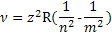 ν = z²R(1/n² - 1/m²)